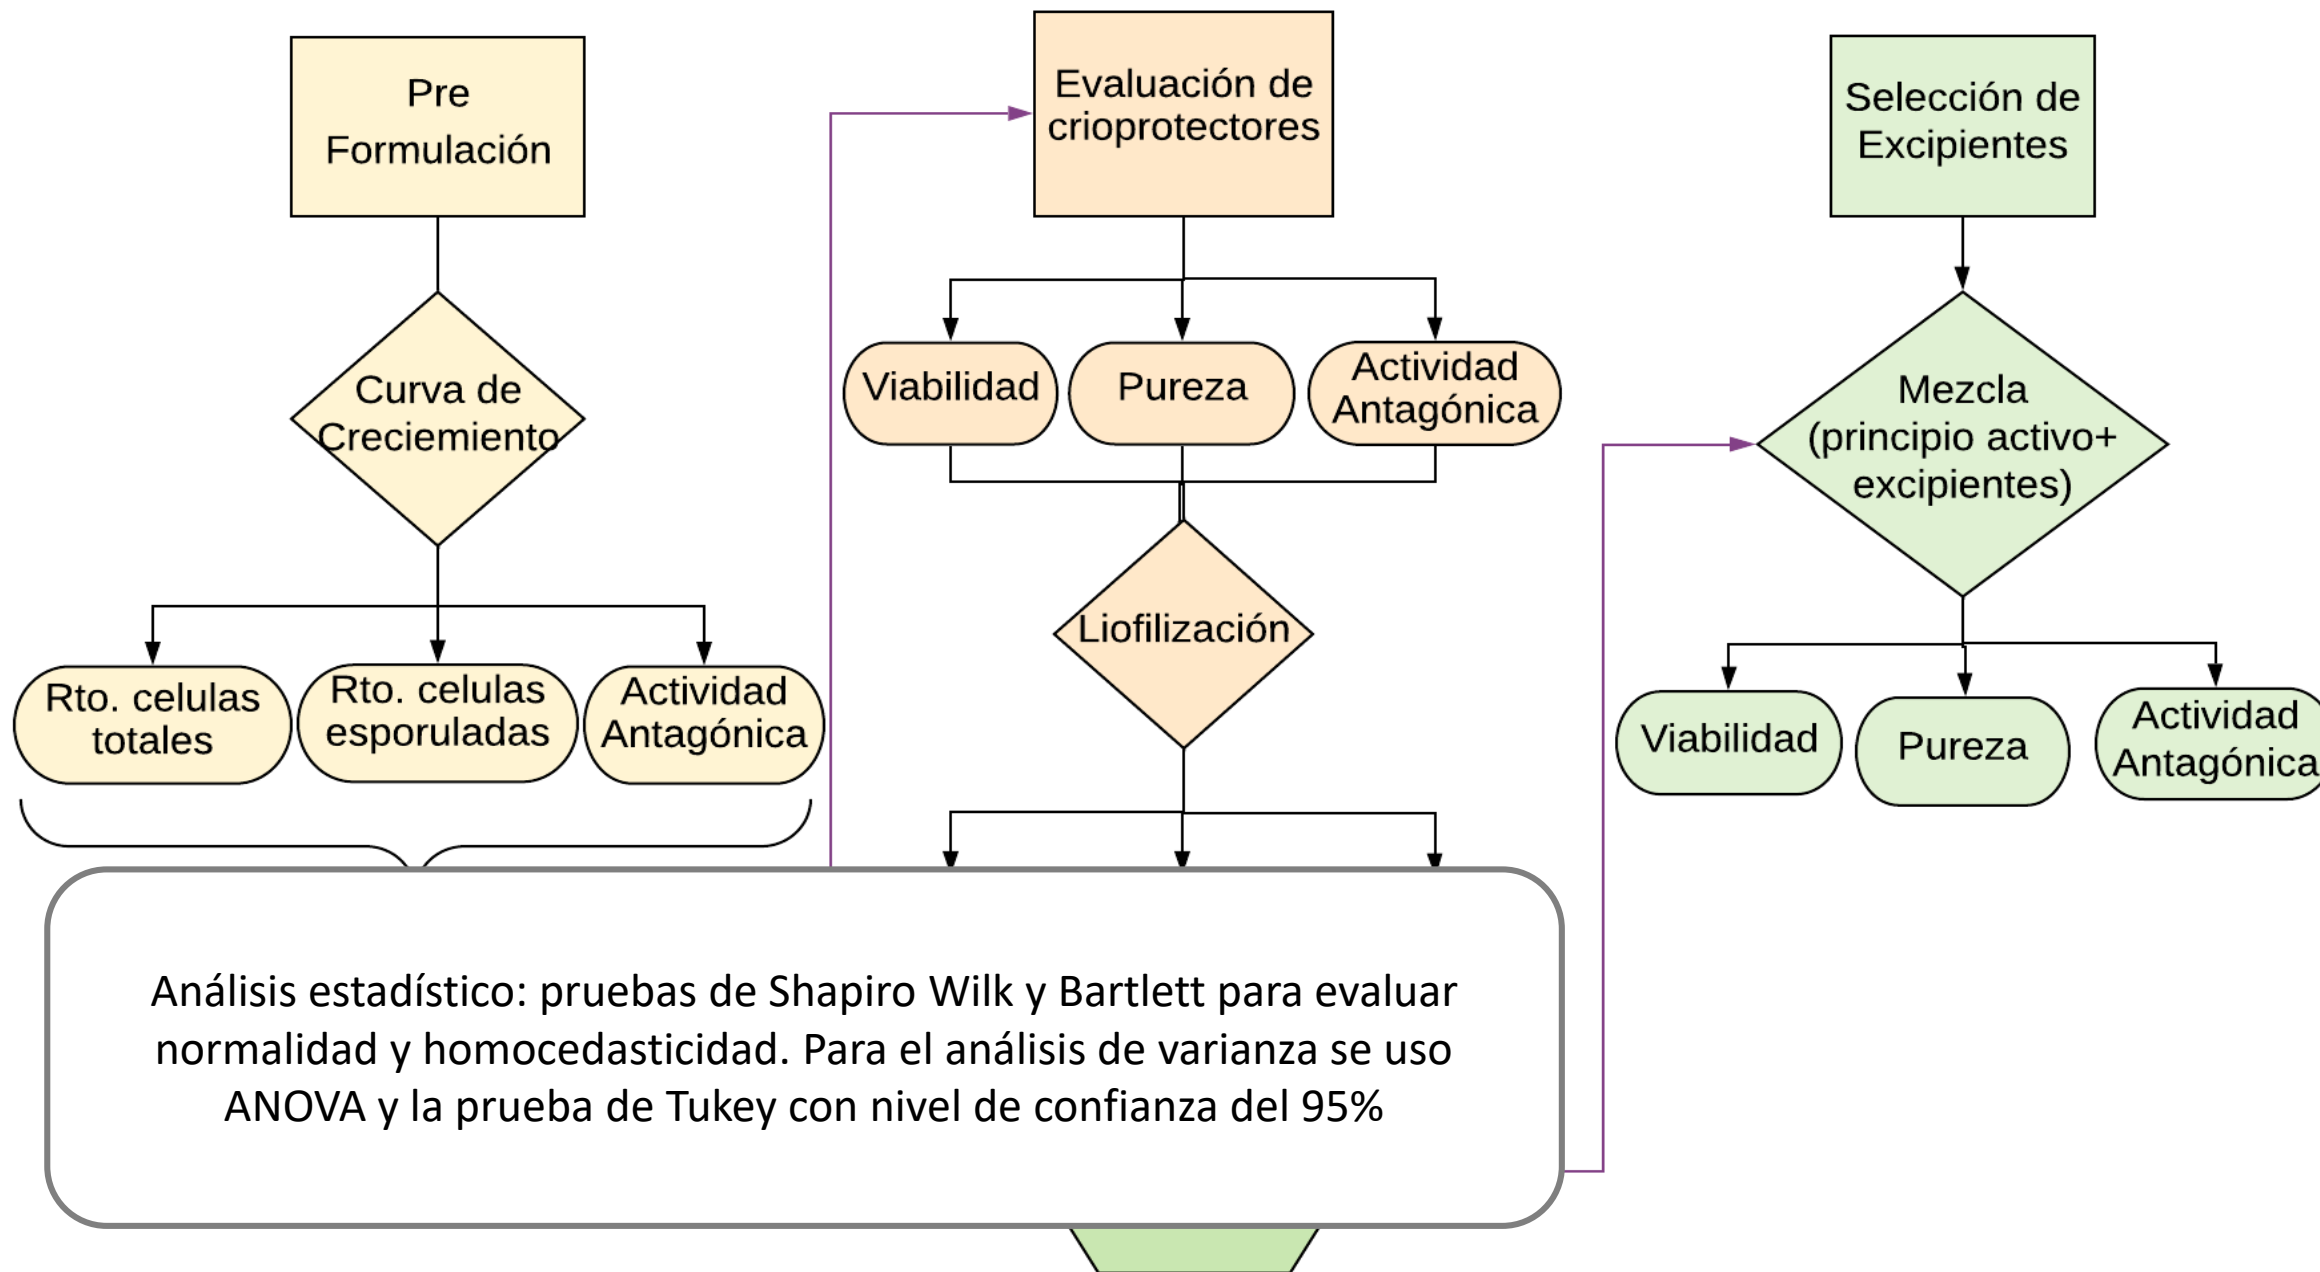 Pre
Formulación
Curva de
Creciemiento
Rto. celulas
totales
Rto. celulas
esporuladas
Actividad
Antagónica
Evaluación de
crioprotectores
Viabilidad
Pureza
Actividad
Antagónica
Liofilización
Selección de
Excipientes
Mezcla
(principio activo+
excipientes)
Viabilidad
Pureza
Actividad
Antagónica
Análisis estadístico: pruebas de Shapiro Wilk y Bartlett para evaluar
normalidad y homocedasticidad. Para el análisis de varianza se uso
ANOVA y la prueba de Tukey con nivel de confianza del 95%